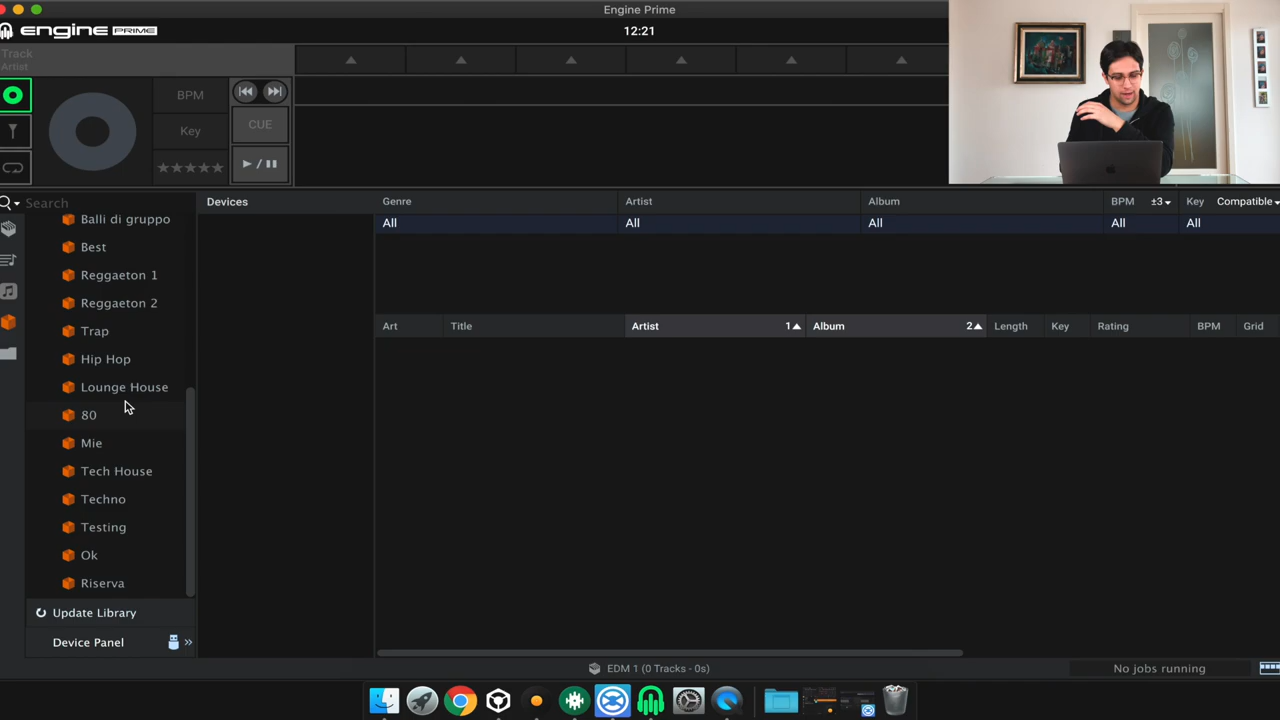 Engine Prime
engine PRIME
12:21
Track
Artist
BPM
Key
CUE
Search
Devices
Genre
Artist
Album
BPM
±3
Key
Compatible
All
All
All
All
All
Art
Title
Artist
1
Album
2
Length
Key
Rating
BPM
Grid
Balli di gruppo
Best
Reggaeton 1
Reggaeton 2
Trap
Hip Hop
Lounge House
80
Mie
Tech House
Techno
Testing
Ok
Riserva
Update Library
Device Panel
EDM 1 (0 Tracks - 0s)
No jobs running